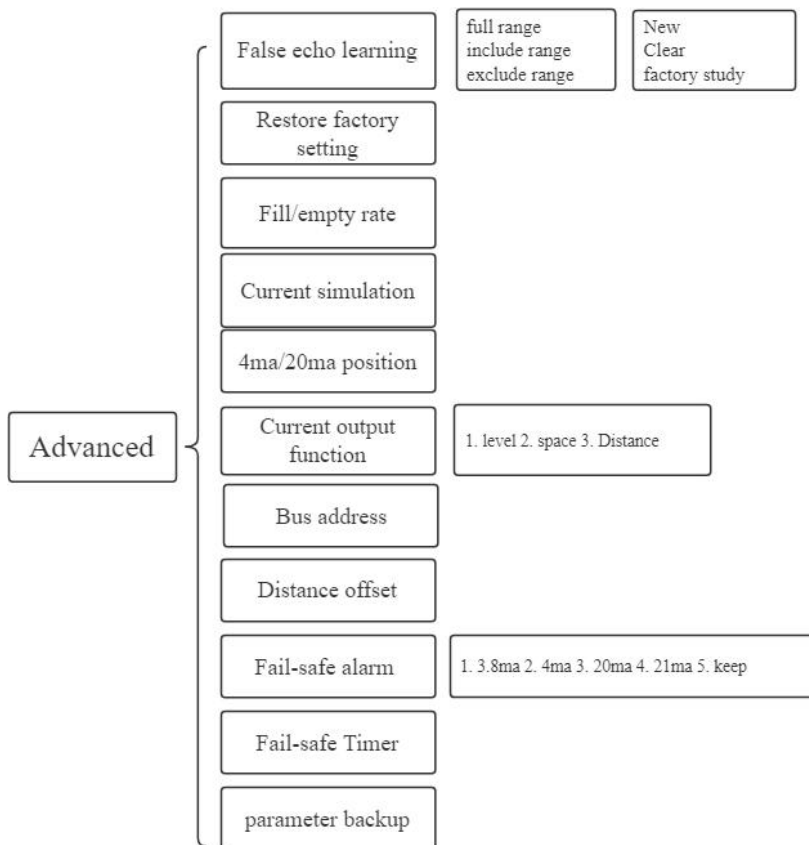 False echo learning
full range
include range
exclude range
New
Clear
factory study
Restore factory
setting
Fill/empty rate
Current simulation
4ma/20ma position
Advanced
Current output
function
1. level 2. space 3. Distance
Bus address
Distance offset
Fail-safe alarm
1. 3.8ma 2. 4ma 3. 20ma 4. 21ma 5. keep
Fail-safe Timer
parameter backup